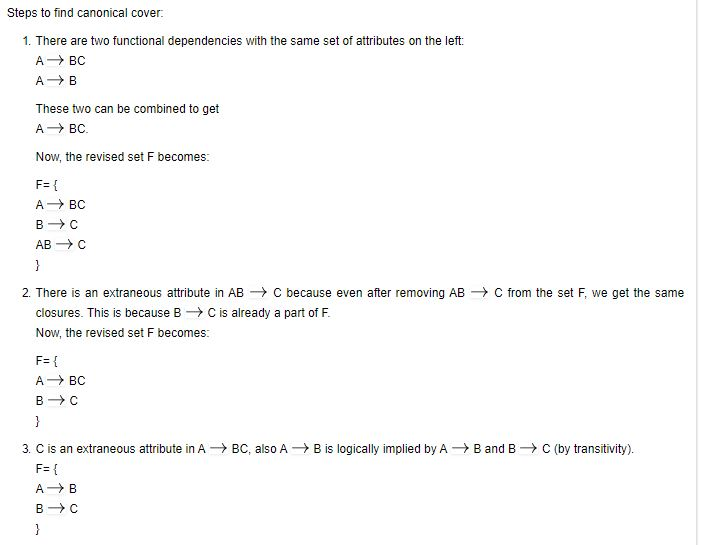 Steps to find canonical cover:
1. There are two functional dependencies with the same set of attributes on the left:
A → BC
A → B
These two can be combined to get
A → BC.
Now, the revised set F becomes:
F= {
A → BC
B → C
AB → C
}
2. There is an extraneous attribute in AB → C because even after removing AB → C from the set F, we get the same
closures. This is because B → C is already a part of F.
Now, the revised set F becomes:
F= {
A → BC
B → C
}
3. C is an extraneous attribute in A → BC, also A → B is logically implied by A → B and B → C (by transitivity).
F= {
A → B
B → C
}